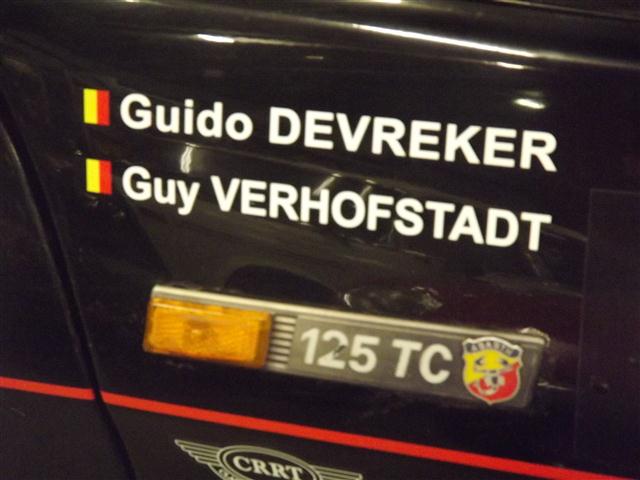 Guido DEVREKER
Guy VERHOFSTADT
125 TC
ABARTH
CRRT